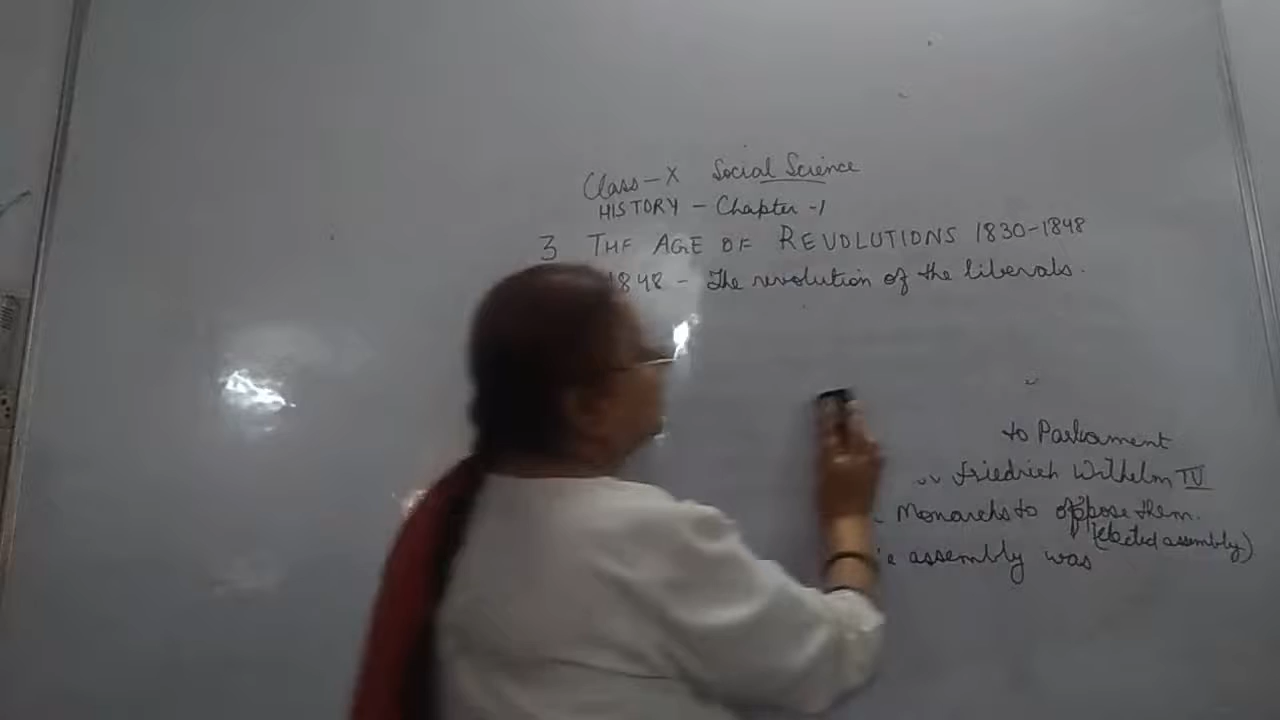 Class-X Social Science
HISTORY - Chapter -1
3 THE AGE OF REVOLUTIONS 1830-1848
1848 - The revolution of the liberals.
to Parliament
Friedrich Wilhelm IV
Monarchs to oppose them.
(elected assembly)
assembly was